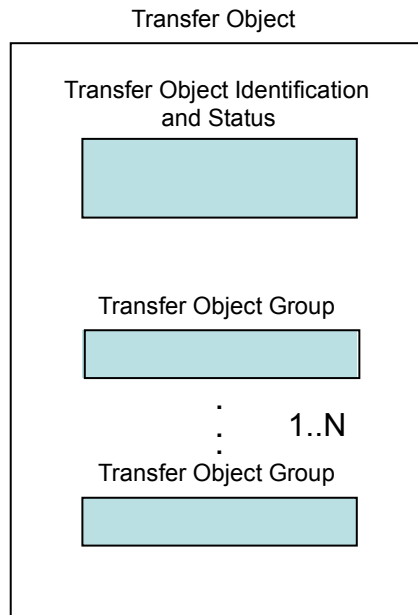 Transfer Object
Transfer Object Identification
and Status
Transfer Object Group
1..N
Transfer Object Group